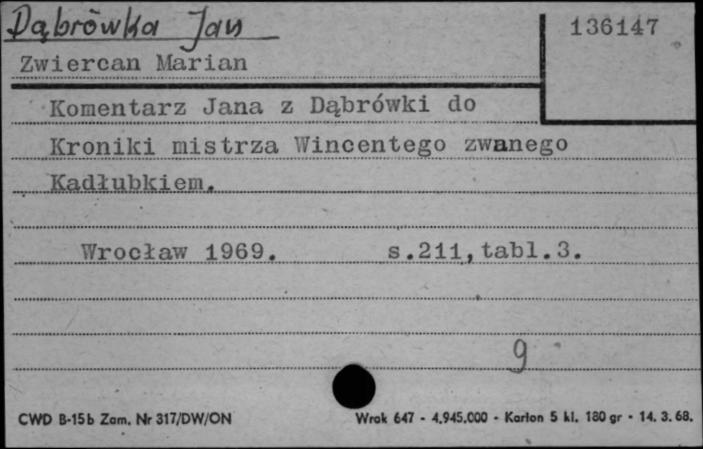 Dąbrówka Jan
136147
Zwiercan Marian
Komentarz Jana z Dąbrówki do
Kroniki mistrza Wincentego zwanego
Kadłubkiem.
Wrocław 1969. s.211,tabl.3.
9
CWD B-15b Zam. Nr 317/DW/ON Wrak 647 - 4.945.000 - Karton 5 kl. 180 gr - 14. 3. 68.